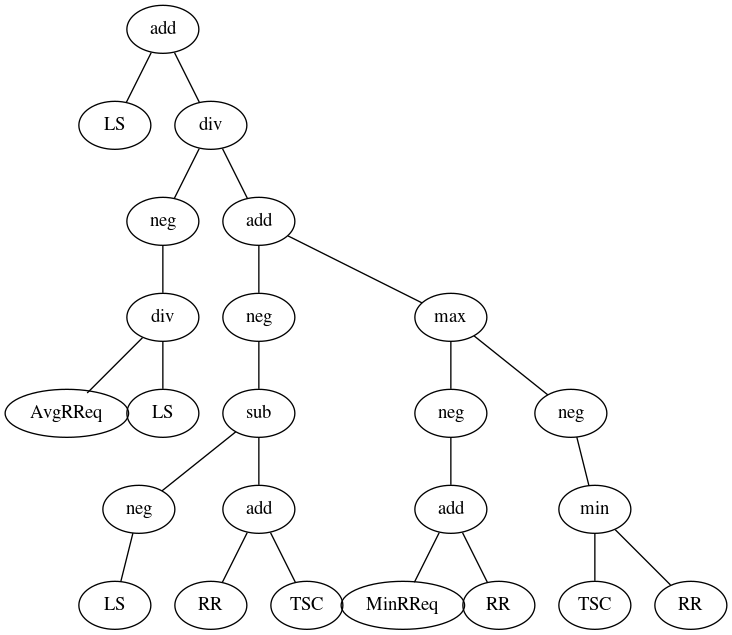 add
LS div
neg add
div neg max
AvgRReq LS sub neg neg
neg add add min
LS RR TSC MinRReq RR TSC RR